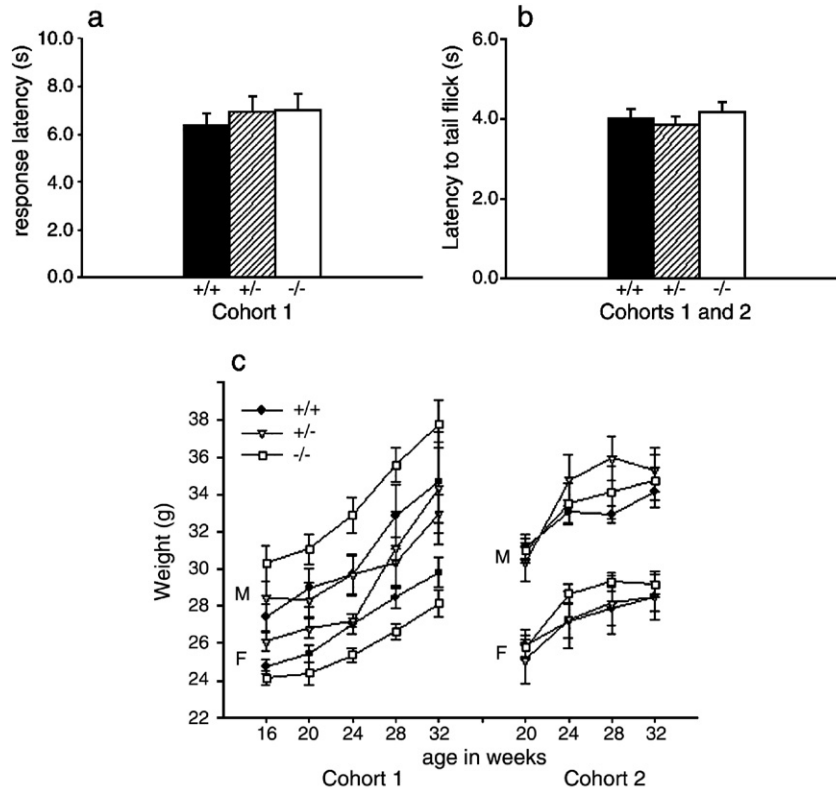 a
response latency (s)
10.0
8.0
6.0
4.0
2.0
0.0
+/+ +/- -/-
Cohort 1
b
Latency to tail flick (s)
6.0
4.0
2.0
0.0
+/+ +/- -/-
Cohorts 1 and 2
c
+/+
+/-
-/-
Weight (g)
38
36
34
32
30
28
26
24
22
M
F
M
F
16 20 24 28 32 20 24 28 32
age in weeks
Cohort 1 Cohort 2